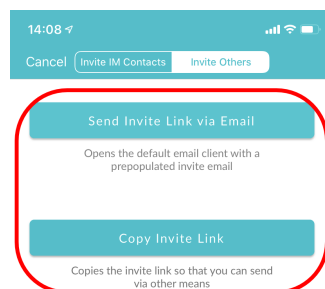 14:08
Cancel Invite IM Contacts Invite Others
Send Invite Link via Email
Opens the default email client with a
prepopulated invite email
Copy Invite Link
Copies the invite link so that you can send
via other means